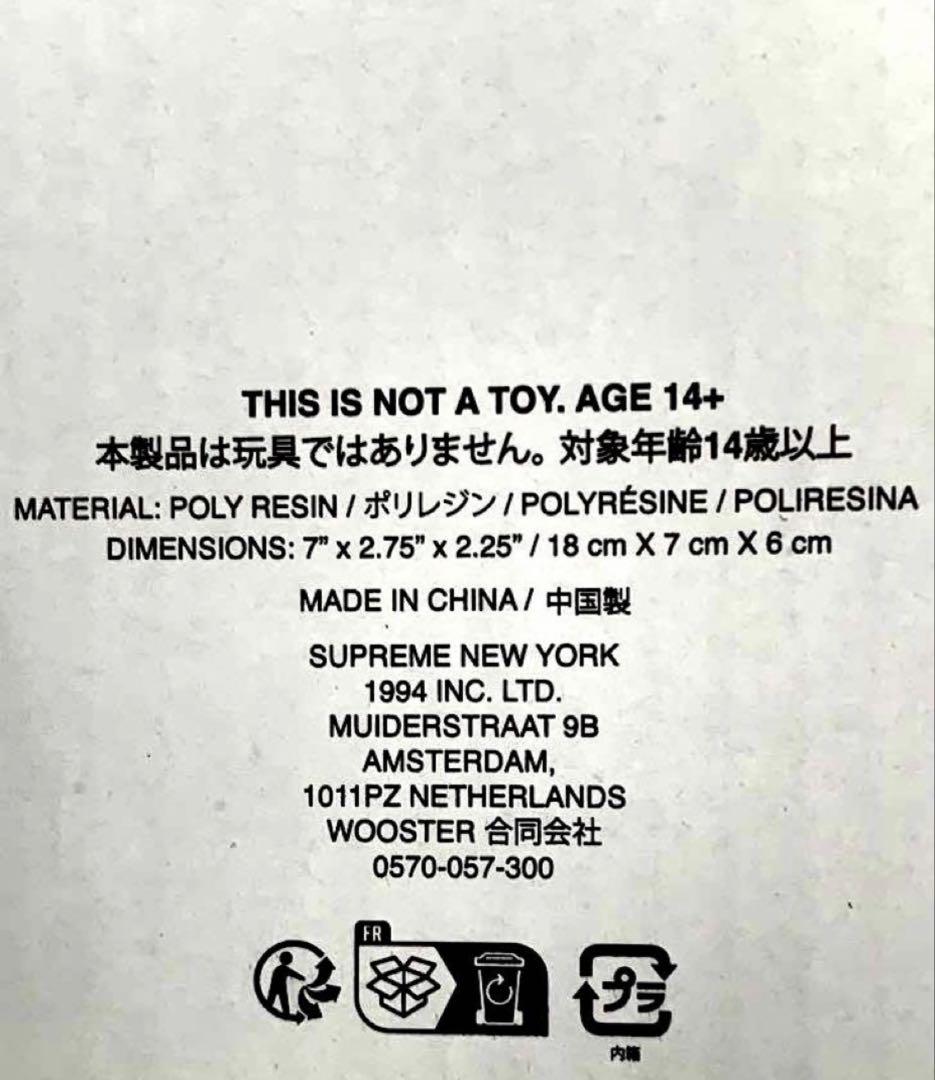 THIS IS NOT A TOY. AGE 14+
本製品は玩具ではありません。対象年齢14歳以上
MATERIAL: POLY RESIN / ポリレジン / POLYRÉSINE / POLIRESINA
DIMENSIONS: 7” x 2.75” x 2.25” / 18 cm X 7 cm X 6 cm
MADE IN CHINA / 中国製
SUPREME NEW YORK
1994 INC. LTD.
MUIDERSTRAAT 9B
AMSTERDAM,
1011PZ NETHERLANDS
WOOSTER 合同会社
0570-057-300
FR
プラ
内箱